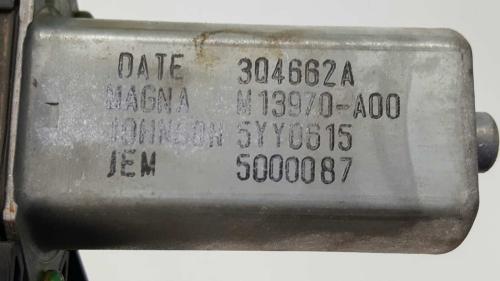 DATE 3Q4662A
MAGNA M13970-A00
JOHNSON 5YY0615
JEM 5000087